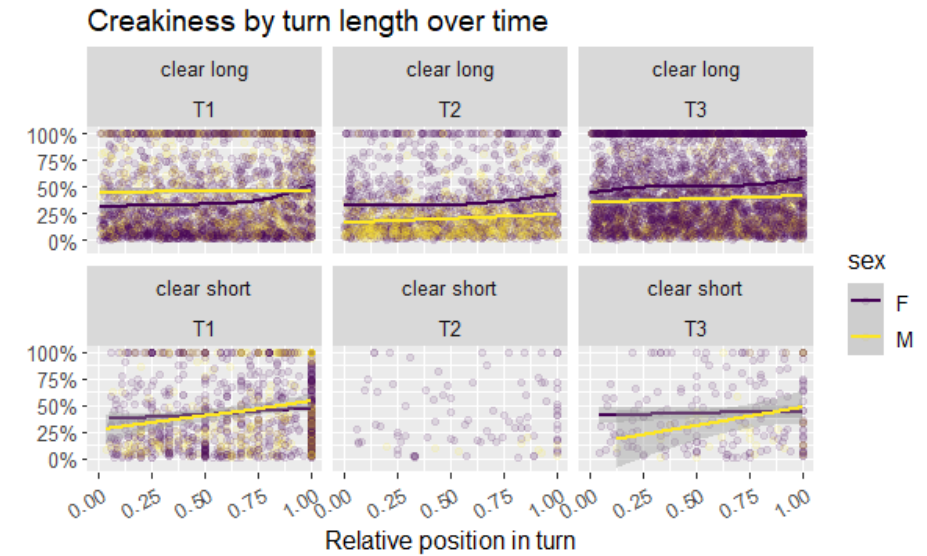 Creakiness by turn length over time
clear long clear long clear long
T1 T2 T3
100%
75%
50%
25%
0%
clear short clear short clear short
T1 T2 T3
100%
75%
50%
25%
0%
0.00 0.25 0.50 0.75 1.00 0.00 0.25 0.50 0.75 1.00 0.00 0.25 0.50 0.75 1.00
Relative position in turn
sex
F
M